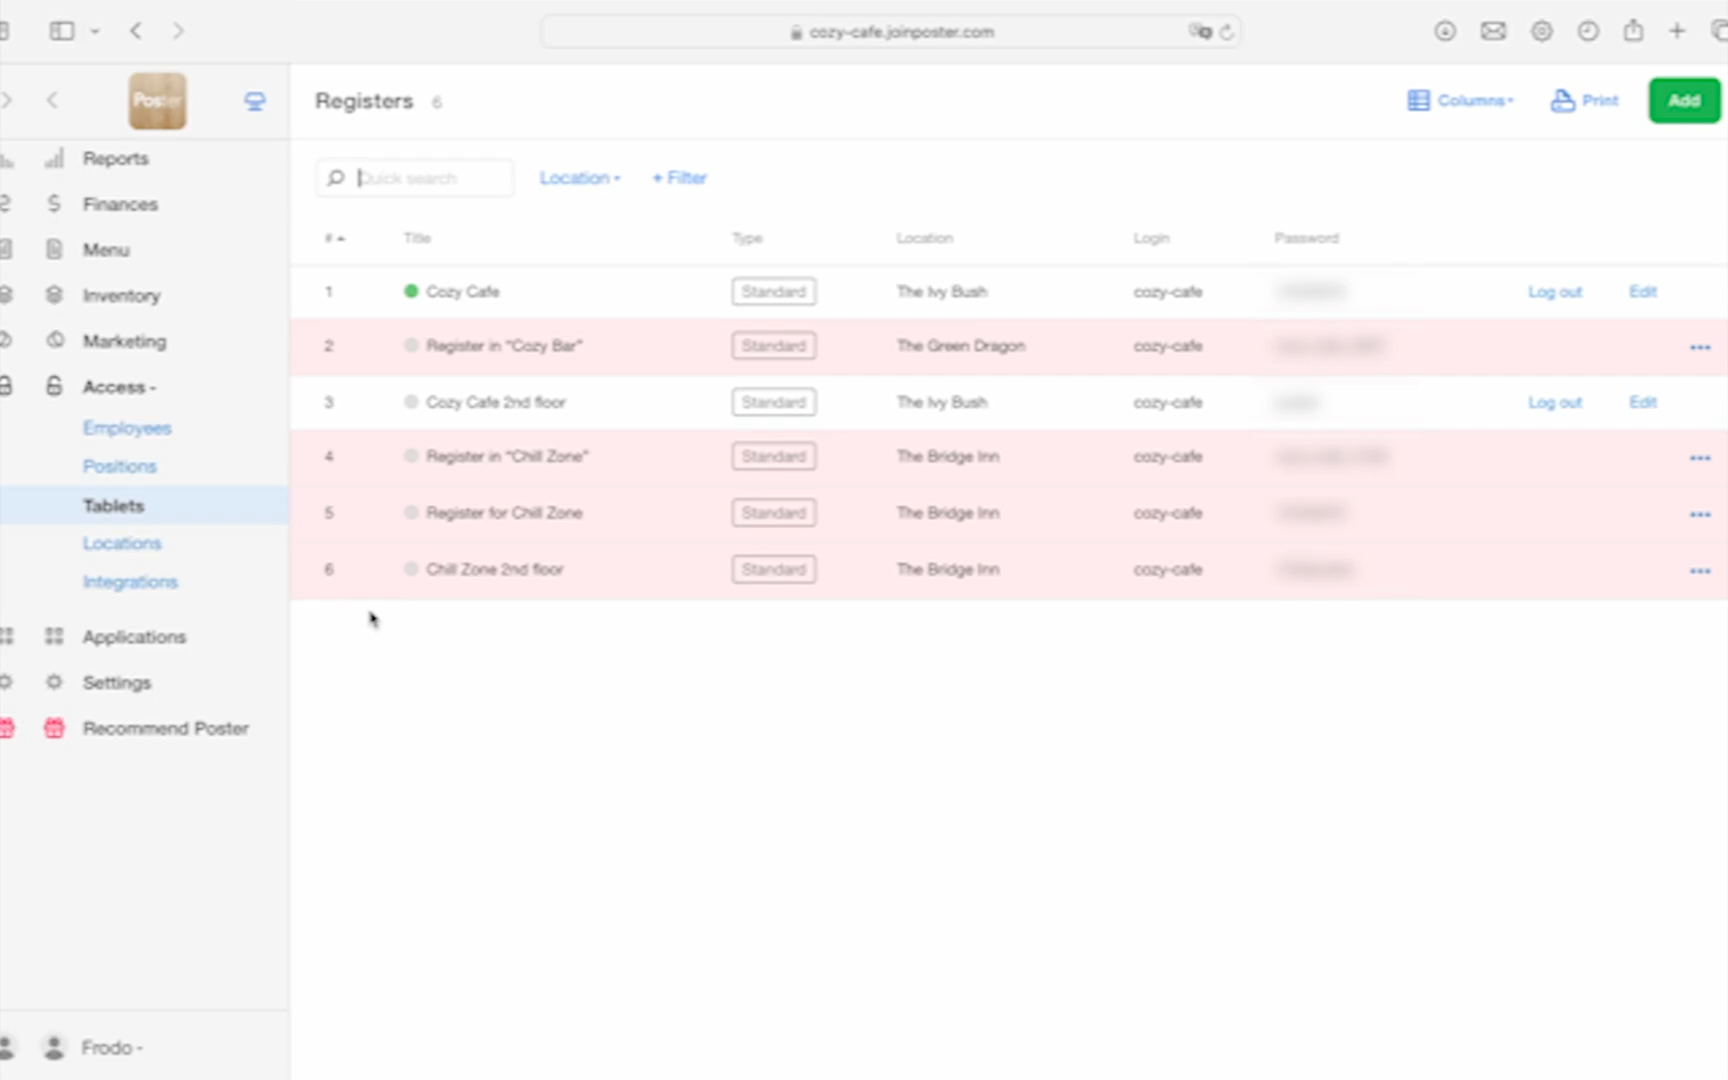 cozy-cafe.joinposter.com
Poster
Registers 6
Columns
Print
Add
Reports
Finances
Menu
Inventory
Marketing
Access
Employees
Positions
Tablets
Locations
Integrations
Applications
Settings
Recommend Poster
Frodo
Quick search
Location
+ Filter
# Title Type Location Login Password
1 Cozy Cafe Standard The Ivy Bush cozy-cafe Log out Edit
2 Register in “Cozy Bar” Standard The Green Dragon cozy-cafe •••
3 Cozy Cafe 2nd floor Standard The Ivy Bush cozy-cafe Log out Edit
4 Register in “Chill Zone” Standard The Bridge Inn cozy-cafe •••
5 Register for Chill Zone Standard The Bridge Inn cozy-cafe •••
6 Chill Zone 2nd floor Standard The Bridge Inn cozy-cafe •••